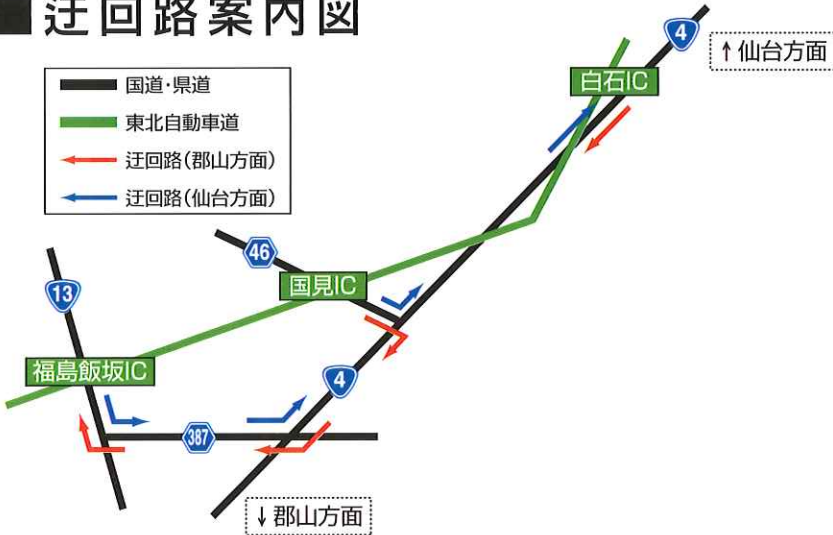 ■迂回路案内図
国道・県道
東北自動車道
迂回路(郡山方面)
迂回路(仙台方面)
4
↑仙台方面
白石IC
46
国見IC
13
福島飯坂IC
4
387
↓郡山方面